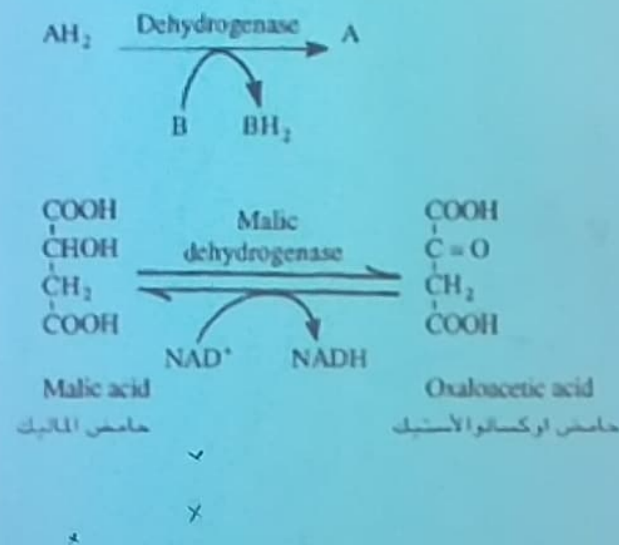 AH₂ Dehydrogenase A
B BH₂
COOH Malic COOH
CHOH dehydrogenase C=O
CH₂ CH₂
COOH COOH
NAD⁺ NADH
Malic acid Oxaloacetic acid
حامض الماليك حامض اوكسالوالأستيك